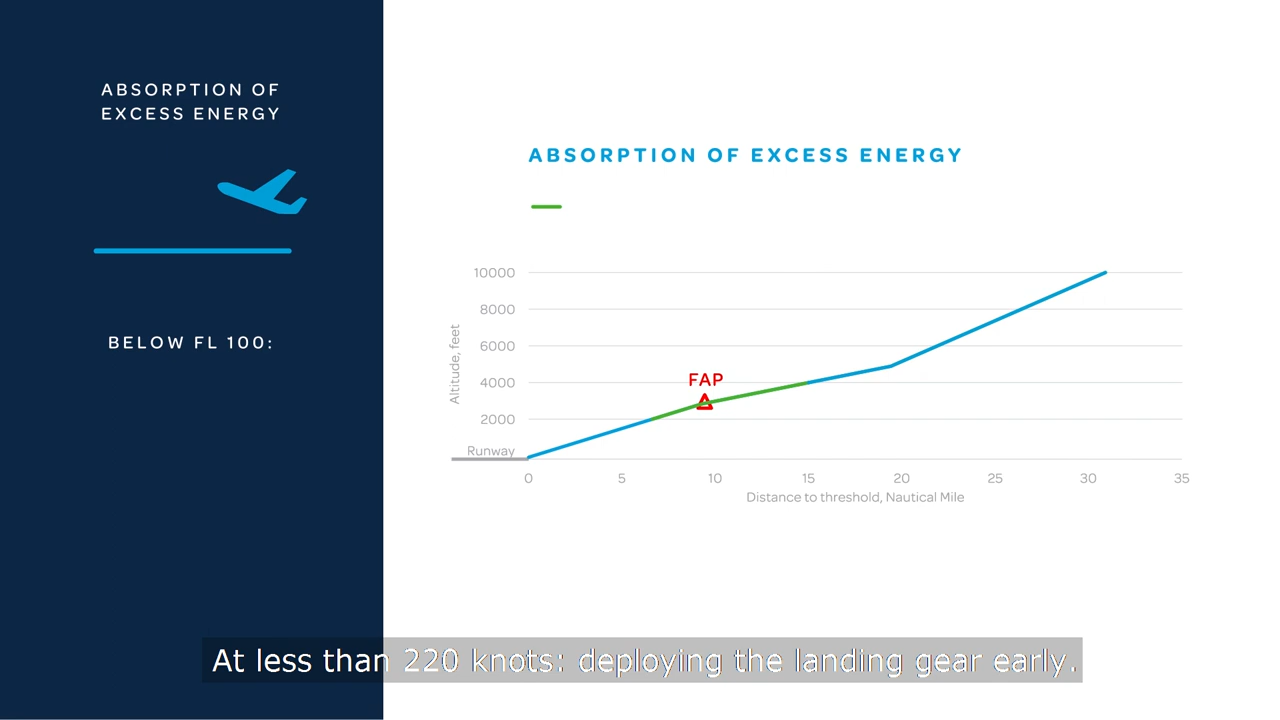 ABSORPTION OF
EXCESS ENERGY
BELOW FL 100:
ABSORPTION OF EXCESS ENERGY
10000
8000
6000
4000
2000
Runway
Altitude, feet
FAP
0 5 10 15 20 25 30 35
Distance to threshold, Nautical Mile
At less than 220 knots: deploying the landing gear early.